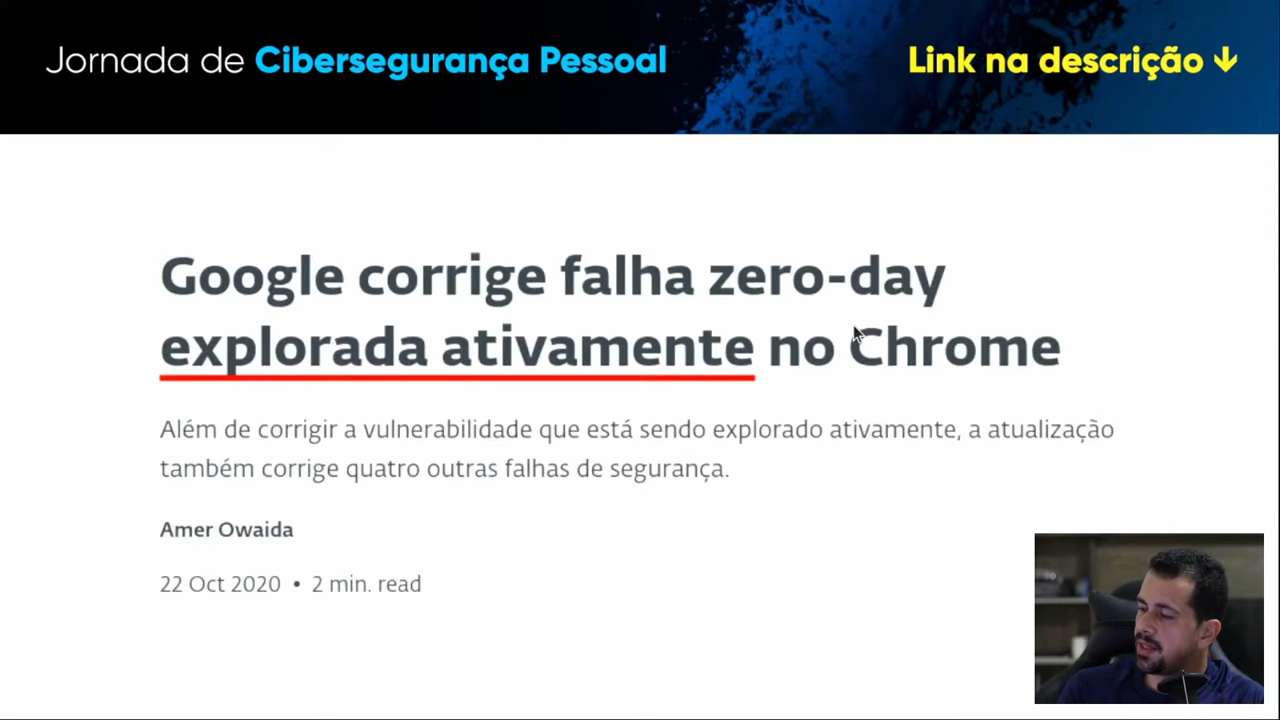 Jornada de Cibersegurança Pessoal
Link na descrição ↓
Google corrige falha zero-day
explorada ativamente no Chrome
Além de corrigir a vulnerabilidade que está sendo explorado ativamente, a atualização
também corrige quatro outras falhas de segurança.
Amer Owaida
22 Oct 2020 • 2 min. read